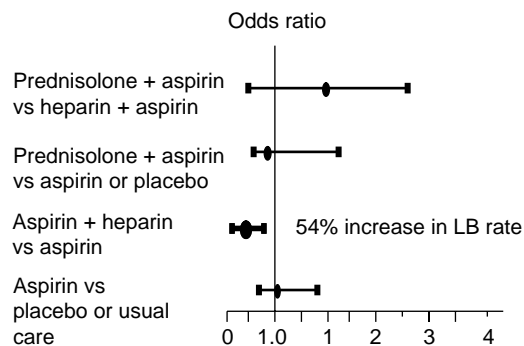 Odds ratio
Prednisolone + aspirin
vs heparin + aspirin
Prednisolone + aspirin
vs aspirin or placebo
Aspirin + heparin
vs aspirin
54% increase in LB rate
Aspirin vs
placebo or usual
care
0 1.0 1 2 3 4